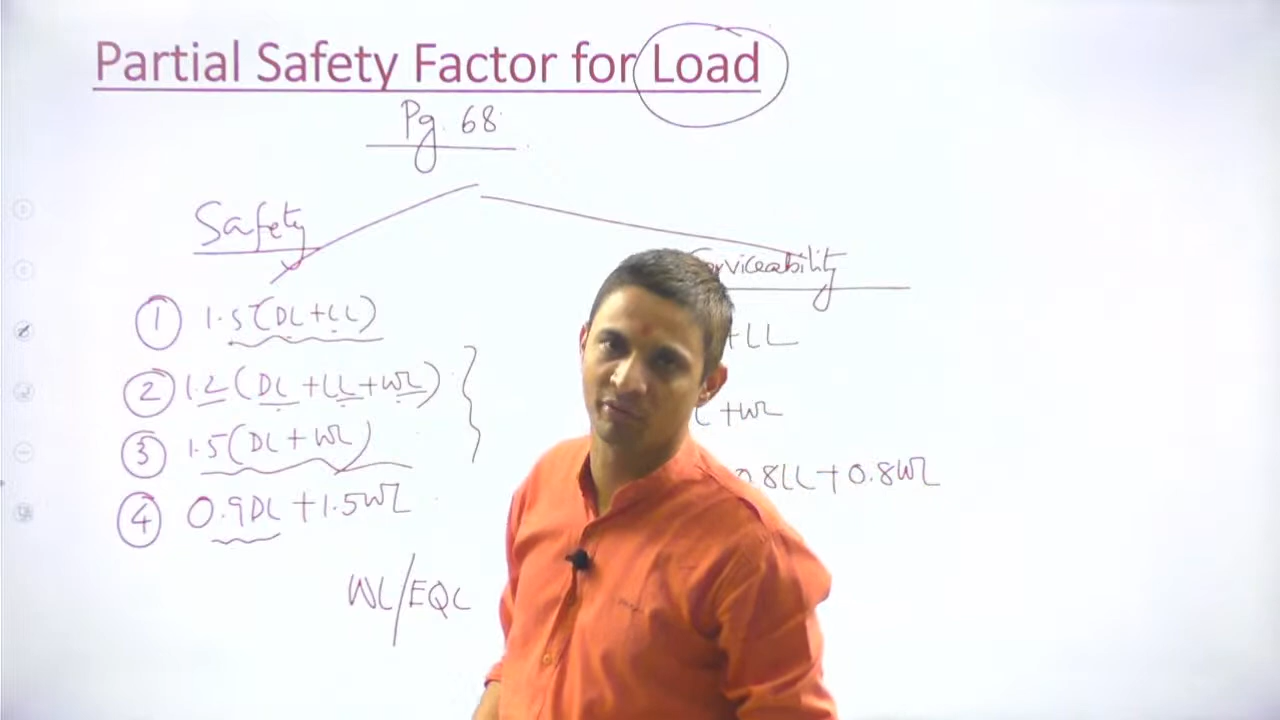 Partial Safety Factor for Load
Pg. 68
Safety
① 1.5(DL+LL)
② 1.2(DL+LL+WL)
③ 1.5(DL+WL)
④ 0.9DL+1.5WL
WL/EQL
Serviceability
+LL
+WL
0.8LL+0.8WL